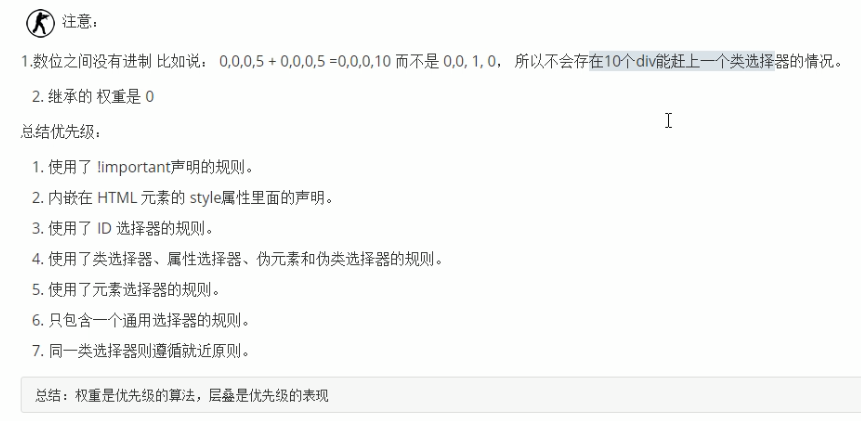 注意：
1.数位之间没有进制 比如说： 0,0,0,5 + 0,0,0,5 =0,0,0,10 而不是 0,0, 1, 0， 所以不会存在10个div能赶上一个类选择器的情况。
2. 继承的 权重是 0
总结优先级：
1. 使用了 !important声明的规则。
2. 内嵌在 HTML 元素的 style属性里面的声明。
3. 使用了 ID 选择器的规则。
4. 使用了类选择器、属性选择器、伪元素和伪类选择器的规则。
5. 使用了元素选择器的规则。
6. 只包含一个通用选择器的规则。
7. 同一类选择器则遵循就近原则。
总结：权重是优先级的算法，层叠是优先级的表现